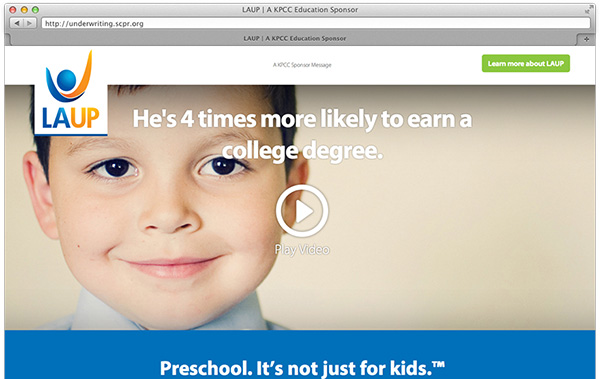 LAUP | A KPCC Education Sponsor
http://underwriting.scpr.org
LAUP | A KPCC Education Sponsor
A KPCC Sponsor Message
Learn more about LAUP
LAUP
He's 4 times more likely to earn a
college degree.
Play Video
Preschool. It's not just for kids.™